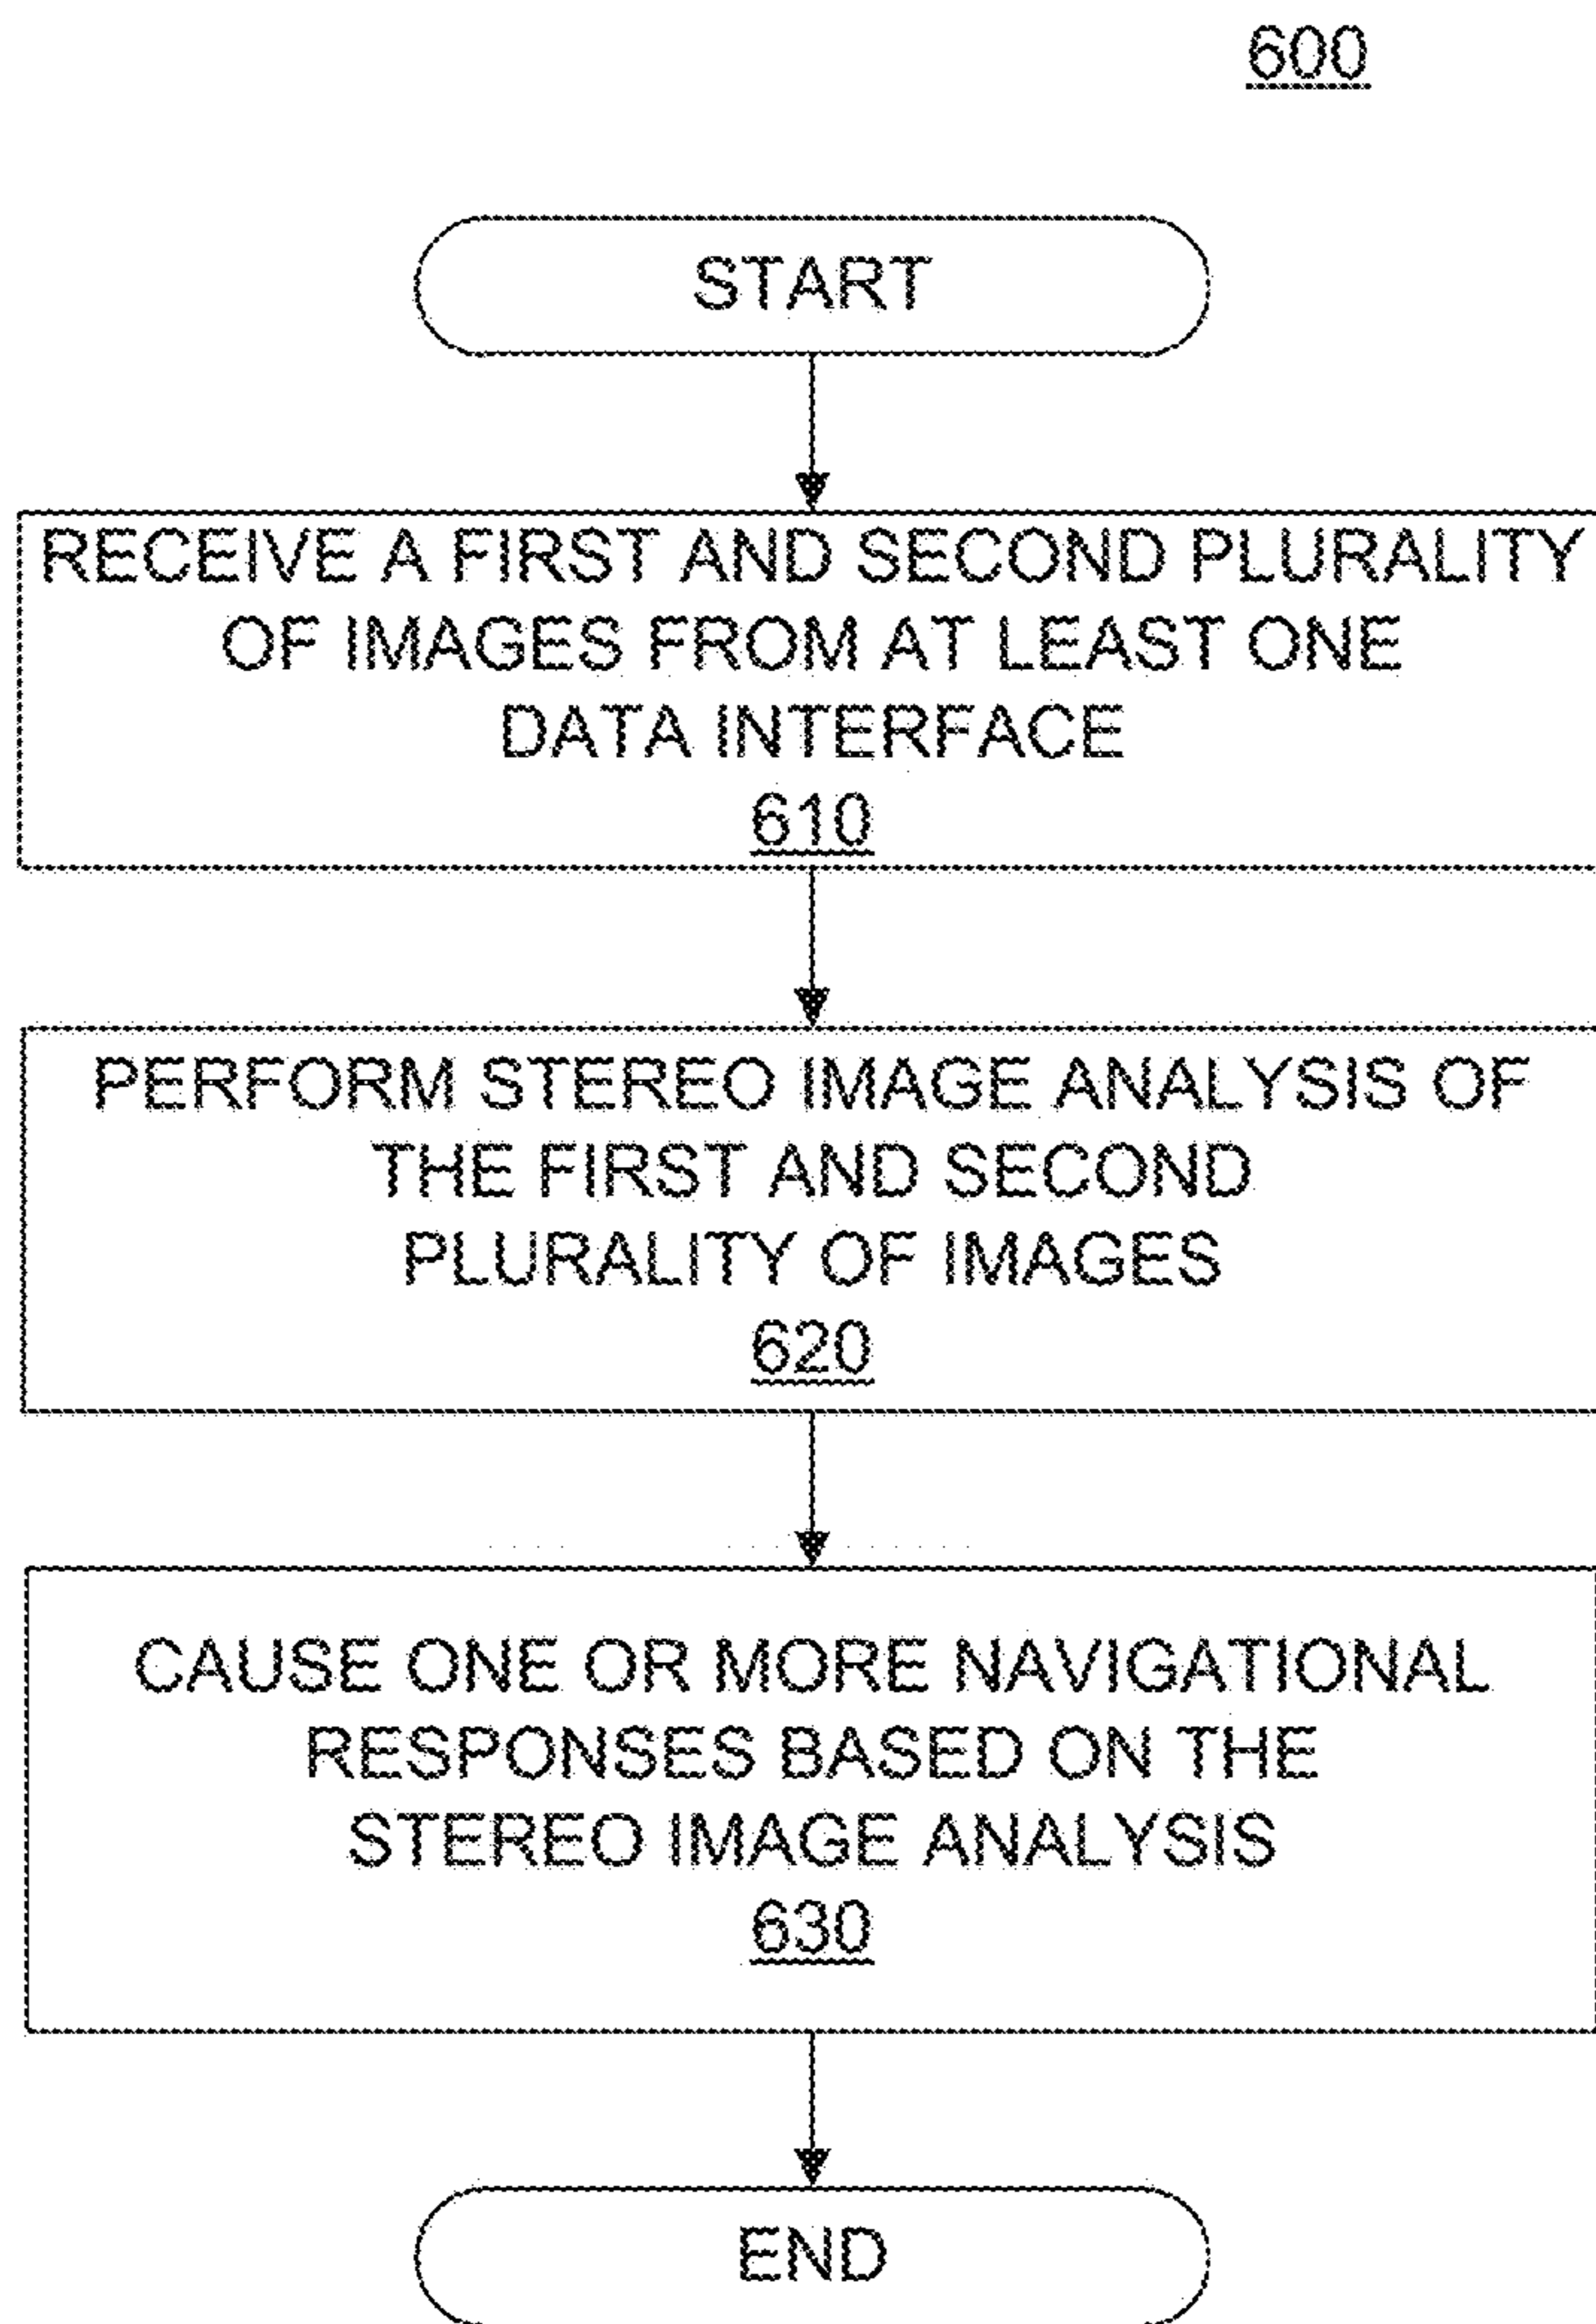 600
START
RECEIVE A FIRST AND SECOND PLURALITY
OF IMAGES FROM AT LEAST ONE
DATA INTERFACE
610
PERFORM STEREO IMAGE ANALYSIS OF
THE FIRST AND SECOND
PLURALITY OF IMAGES
620
CAUSE ONE OR MORE NAVIGATIONAL
RESPONSES BASED ON THE
STEREO IMAGE ANALYSIS
630
END